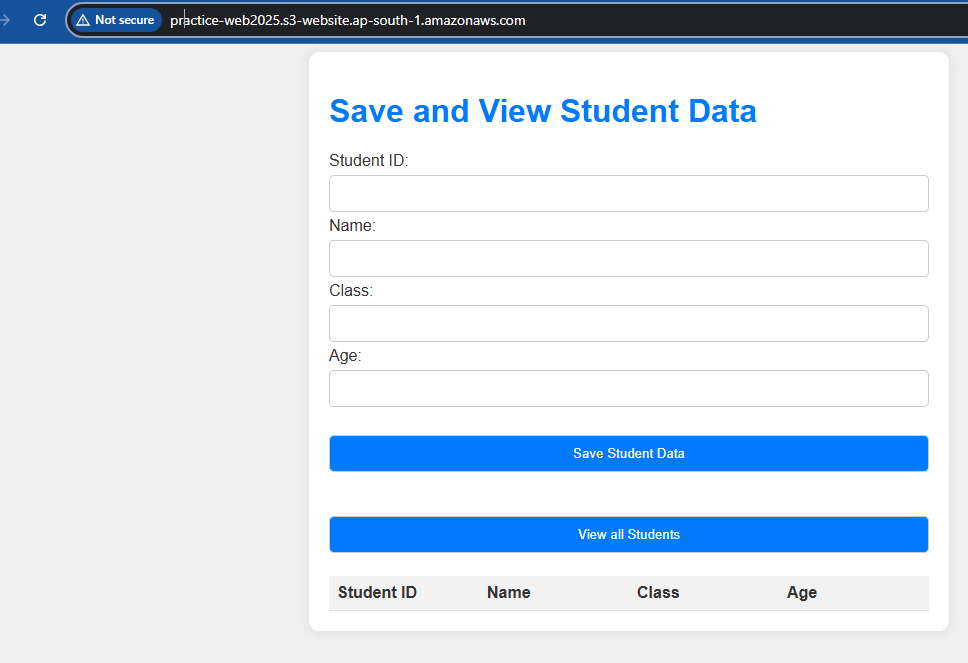 Not secure practice-web2025.s3-website.ap-south-1.amazonaws.com
Save and View Student Data
Student ID:
Name:
Class:
Age:
Save Student Data
View all Students
Student ID Name Class Age